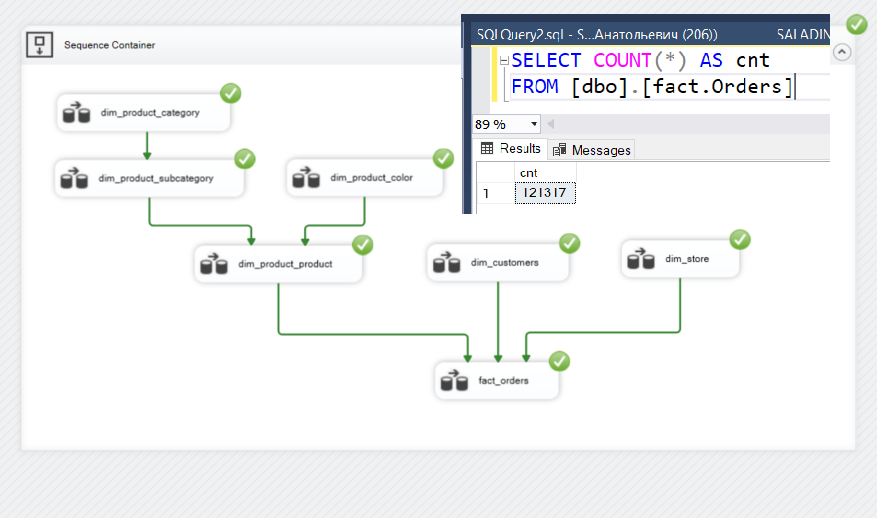 Sequence Container
SQLQuery2.sql - S...Анатольевич (206)) SALADIN
SELECT COUNT(*) AS cnt
FROM [dbo].[fact.Orders]
89 %
Results Messages
cnt
1 121317
dim_product_category
dim_product_subcategory
dim_product_color
dim_product_product
dim_customers
dim_store
fact_orders